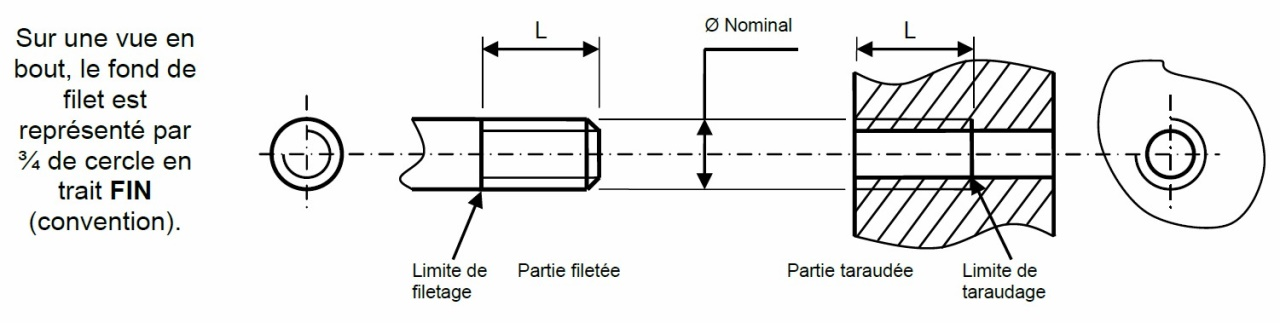 Sur une vue en
bout, le fond de
filet est
représenté par
¾ de cercle en
trait FIN
(convention).
L
Ø Nominal
L
Limite de
filetage
Partie filetée
Partie taraudée
Limite de
taraudage